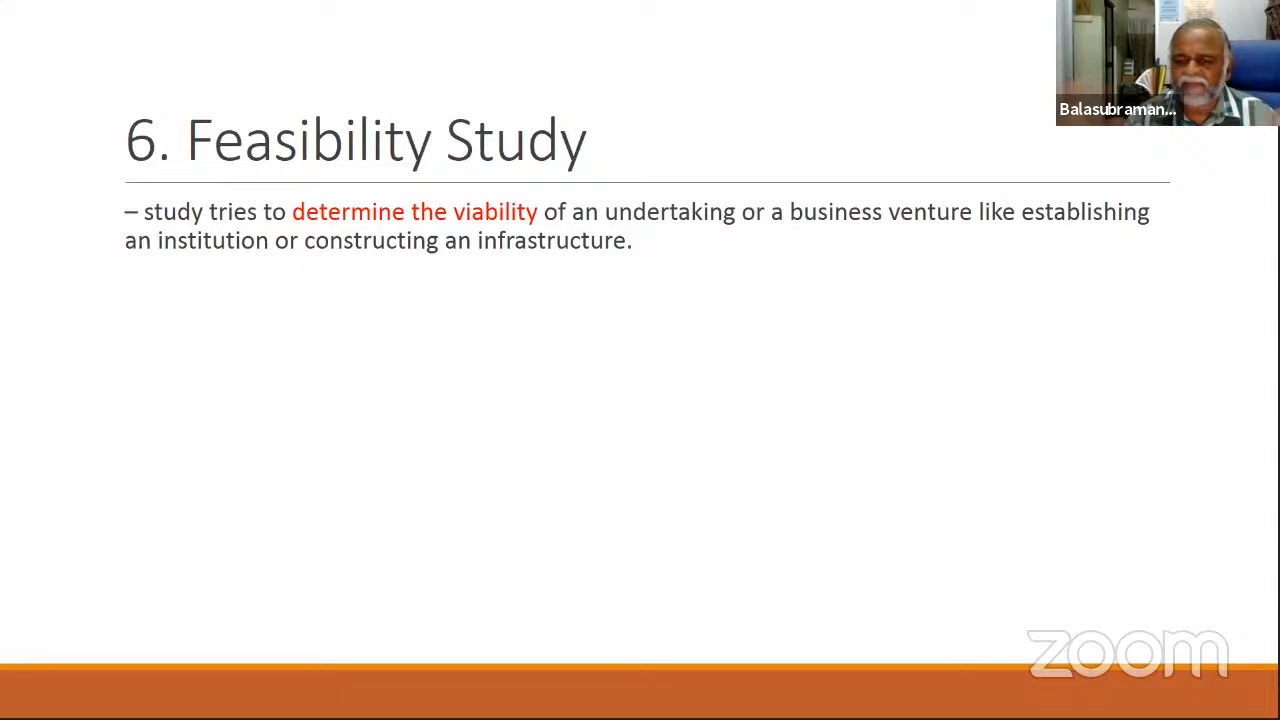 6. Feasibility Study
– study tries to determine the viability of an undertaking or a business venture like establishing
an institution or constructing an infrastructure.
Balasubraman...
zoom